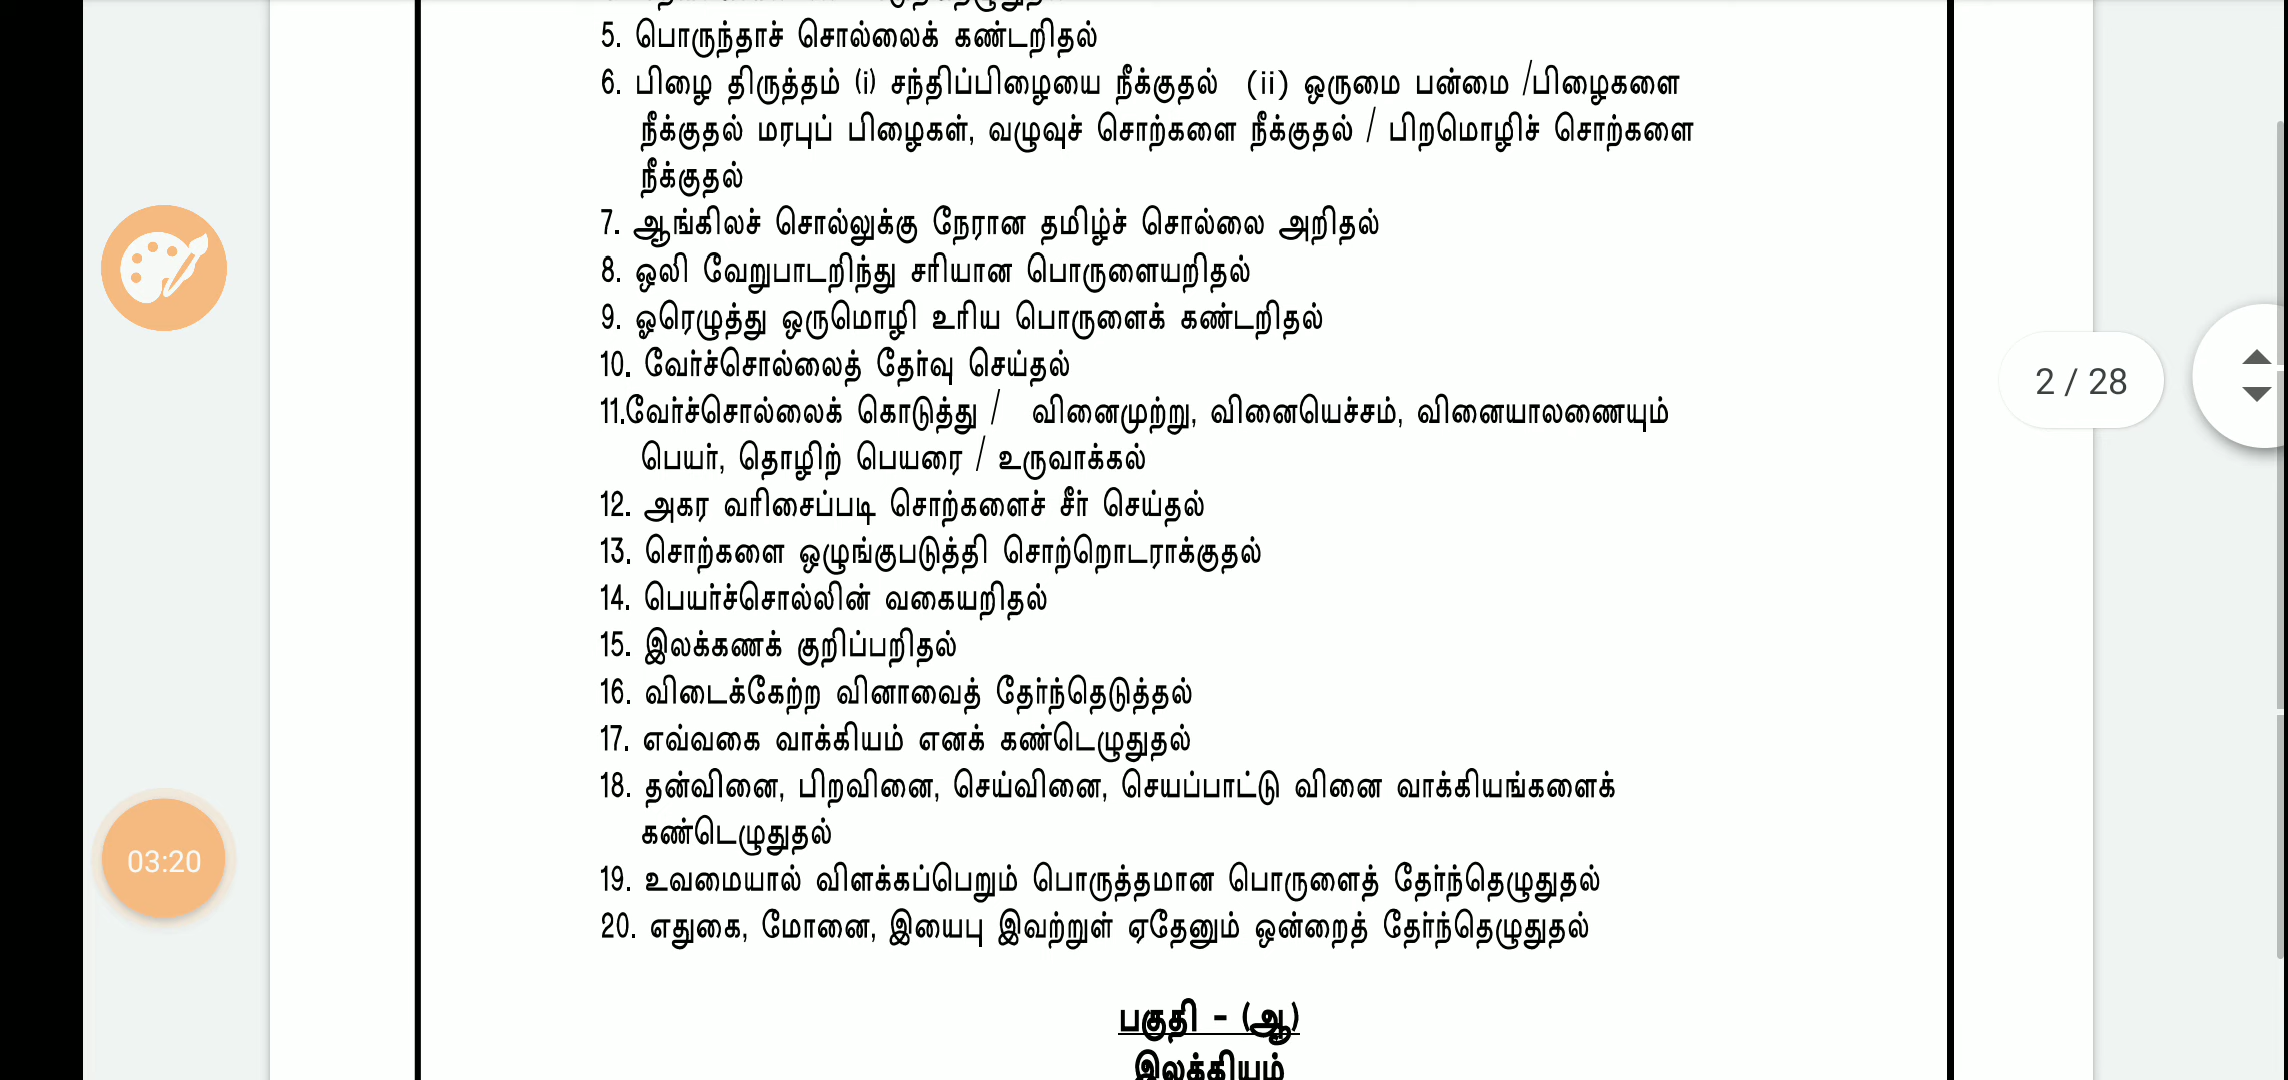 5. பொருந்தாச் சொல்லைக் கண்டறிதல்
6. பிழை திருத்தம் (i) சந்திப்பிழையை நீக்குதல் (ii) ஒருமை பன்மை /பிழைகளை
நீக்குதல் மரபுப் பிழைகள், வழுவுச் சொற்களை நீக்குதல் / பிறமொழிச் சொற்களை
நீக்குதல்
7. ஆங்கிலச் சொல்லுக்கு நேரான தமிழ்ச் சொல்லை அறிதல்
8. ஒலி வேறுபாடறிந்து சரியான பொருளையறிதல்
9. ஓரெழுத்து ஒருமொழி உரிய பொருளைக் கண்டறிதல்
10. வேர்ச்சொல்லைத் தேர்வு செய்தல்
11.வேர்ச்சொல்லைக் கொடுத்து / வினைமுற்று, வினையெச்சம், வினையாலணையும்
பெயர், தொழிற் பெயரை / உருவாக்கல்
12. அகர வரிசைப்படி சொற்களைச் சீர் செய்தல்
13. சொற்களை ஒழுங்குபடுத்தி சொற்றொடராக்குதல்
14. பெயர்ச்சொல்லின் வகையறிதல்
15. இலக்கணக் குறிப்பறிதல்
16. விடைக்கேற்ற வினாவைத் தேர்ந்தெடுத்தல்
17. எவ்வகை வாக்கியம் எனக் கண்டெழுதுதல்
18. தன்வினை, பிறவினை, செய்வினை, செயப்பாட்டு வினை வாக்கியங்களைக்
கண்டெழுதுதல்
19. உவமையால் விளக்கப்பெறும் பொருத்தமான பொருளைத் தேர்ந்தெழுதுதல்
20. எதுகை, மோனை, இயைபு இவற்றுள் ஏதேனும் ஒன்றைத் தேர்ந்தெழுதுதல்
பகுதி - (ஆ)
இலக்கியம்
2 / 28
03:20